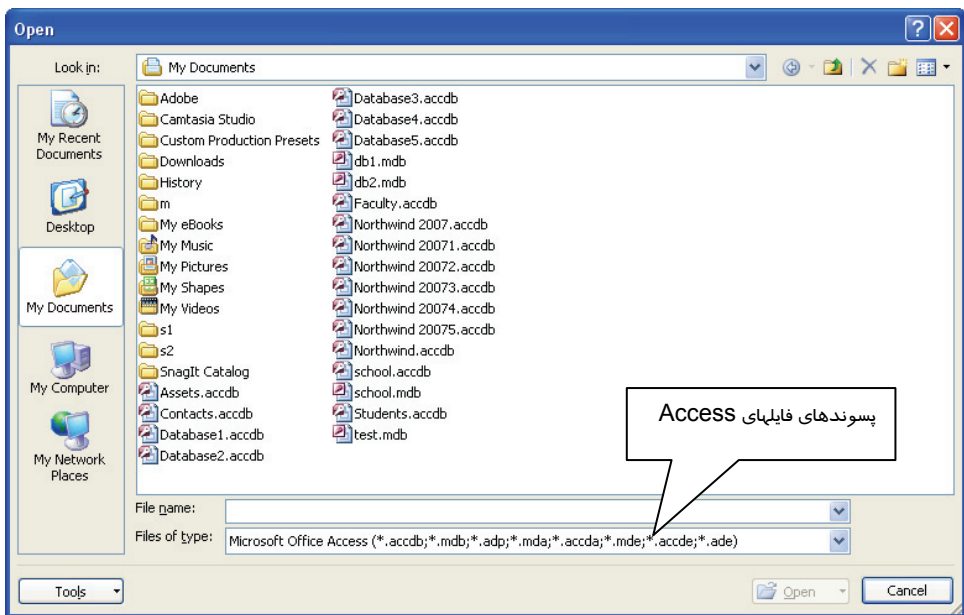 Open
Look in:
My Documents
My Recent
Documents
Desktop
My Documents
My Computer
My Network
Places
Adobe
Camtasia Studio
Custom Production Presets
Downloads
History
m
My eBooks
My Music
My Pictures
My Shapes
My Videos
s1
s2
SnagIt Catalog
Assets.accdb
Contacts.accdb
Database1.accdb
Database2.accdb
Database3.accdb
Database4.accdb
Database5.accdb
db1.mdb
db2.mdb
Faculty.accdb
Northwind 2007.accdb
Northwind 20071.accdb
Northwind 20072.accdb
Northwind 20073.accdb
Northwind 20074.accdb
Northwind 20075.accdb
Northwind.accdb
school.accdb
school.mdb
Students.accdb
test.mdb
پسوندهای فایلهای Access
File name:
Files of type:
Microsoft Office Access (*.accdb;*.mdb;*.adp;*.mda;*.accda;*.mde;*.accde;*.ade)
Tools
Open
Cancel